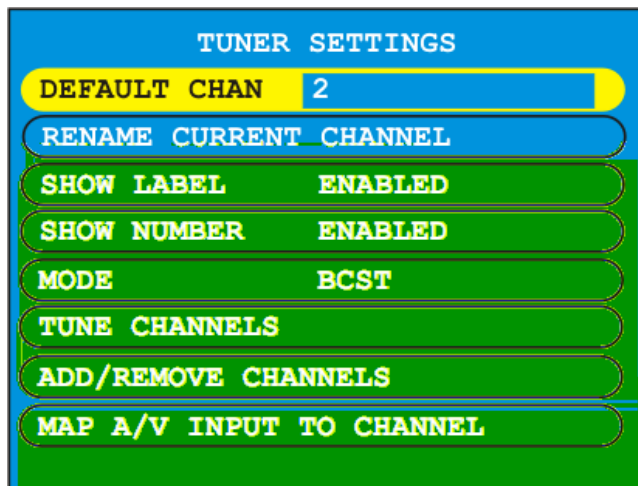 TUNER SETTINGS
DEFAULT CHAN 2
RENAME CURRENT CHANNEL
SHOW LABEL ENABLED
SHOW NUMBER ENABLED
MODE BCST
TUNE CHANNELS
ADD/REMOVE CHANNELS
MAP A/V INPUT TO CHANNEL